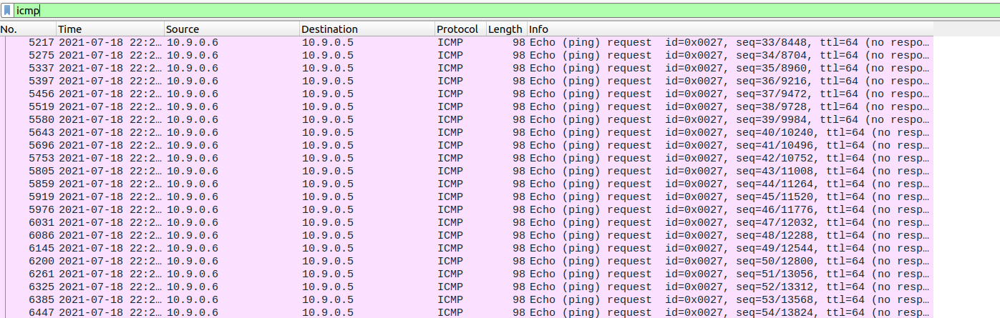 icmp
No. Time Source Destination Protocol Length Info
5217 2021-07-18 22:2… 10.9.0.6 10.9.0.5 ICMP 98 Echo (ping) request id=0x0027, seq=33/8448, ttl=64 (no respo…
5275 2021-07-18 22:2… 10.9.0.6 10.9.0.5 ICMP 98 Echo (ping) request id=0x0027, seq=34/8704, ttl=64 (no respo…
5337 2021-07-18 22:2… 10.9.0.6 10.9.0.5 ICMP 98 Echo (ping) request id=0x0027, seq=35/8960, ttl=64 (no respo…
5397 2021-07-18 22:2… 10.9.0.6 10.9.0.5 ICMP 98 Echo (ping) request id=0x0027, seq=36/9216, ttl=64 (no respo…
5456 2021-07-18 22:2… 10.9.0.6 10.9.0.5 ICMP 98 Echo (ping) request id=0x0027, seq=37/9472, ttl=64 (no respo…
5519 2021-07-18 22:2… 10.9.0.6 10.9.0.5 ICMP 98 Echo (ping) request id=0x0027, seq=38/9728, ttl=64 (no respo…
5580 2021-07-18 22:2… 10.9.0.6 10.9.0.5 ICMP 98 Echo (ping) request id=0x0027, seq=39/9984, ttl=64 (no respo…
5643 2021-07-18 22:2… 10.9.0.6 10.9.0.5 ICMP 98 Echo (ping) request id=0x0027, seq=40/10240, ttl=64 (no resp…
5696 2021-07-18 22:2… 10.9.0.6 10.9.0.5 ICMP 98 Echo (ping) request id=0x0027, seq=41/10496, ttl=64 (no resp…
5753 2021-07-18 22:2… 10.9.0.6 10.9.0.5 ICMP 98 Echo (ping) request id=0x0027, seq=42/10752, ttl=64 (no resp…
5805 2021-07-18 22:2… 10.9.0.6 10.9.0.5 ICMP 98 Echo (ping) request id=0x0027, seq=43/11008, ttl=64 (no resp…
5859 2021-07-18 22:2… 10.9.0.6 10.9.0.5 ICMP 98 Echo (ping) request id=0x0027, seq=44/11264, ttl=64 (no resp…
5919 2021-07-18 22:2… 10.9.0.6 10.9.0.5 ICMP 98 Echo (ping) request id=0x0027, seq=45/11520, ttl=64 (no resp…
5976 2021-07-18 22:2… 10.9.0.6 10.9.0.5 ICMP 98 Echo (ping) request id=0x0027, seq=46/11776, ttl=64 (no resp…
6031 2021-07-18 22:2… 10.9.0.6 10.9.0.5 ICMP 98 Echo (ping) request id=0x0027, seq=47/12032, ttl=64 (no resp…
6086 2021-07-18 22:2… 10.9.0.6 10.9.0.5 ICMP 98 Echo (ping) request id=0x0027, seq=48/12288, ttl=64 (no resp…
6145 2021-07-18 22:2… 10.9.0.6 10.9.0.5 ICMP 98 Echo (ping) request id=0x0027, seq=49/12544, ttl=64 (no resp…
6200 2021-07-18 22:2… 10.9.0.6 10.9.0.5 ICMP 98 Echo (ping) request id=0x0027, seq=50/12800, ttl=64 (no resp…
6261 2021-07-18 22:2… 10.9.0.6 10.9.0.5 ICMP 98 Echo (ping) request id=0x0027, seq=51/13056, ttl=64 (no resp…
6325 2021-07-18 22:2… 10.9.0.6 10.9.0.5 ICMP 98 Echo (ping) request id=0x0027, seq=52/13312, ttl=64 (no resp…
6385 2021-07-18 22:2… 10.9.0.6 10.9.0.5 ICMP 98 Echo (ping) request id=0x0027, seq=53/13568, ttl=64 (no resp…
6447 2021-07-18 22:2… 10.9.0.6 10.9.0.5 ICMP 98 Echo (ping) request id=0x0027, seq=54/13824, ttl=64 (no resp…